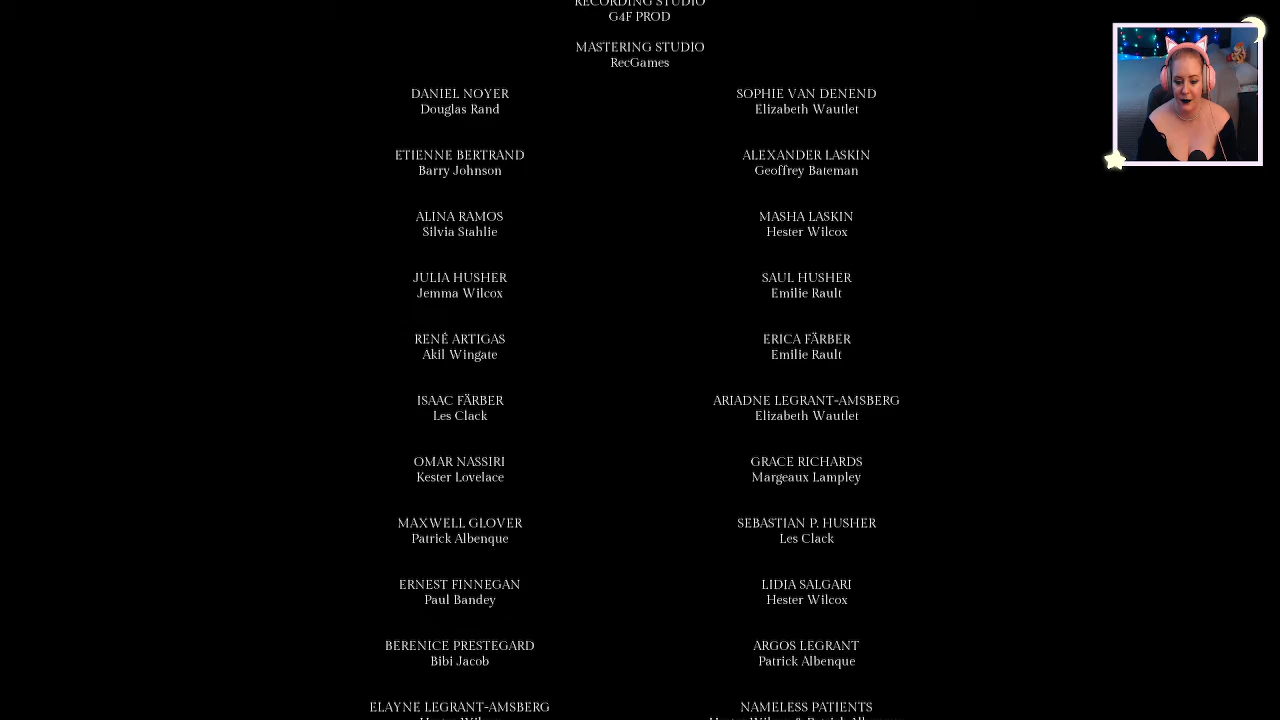 RECORDING STUDIO
G4F PROD
MASTERING STUDIO
RecGames
DANIEL NOYER
Douglas Rand
SOPHIE VAN DENEND
Elizabeth Wautlet
ETIENNE BERTRAND
Barry Johnson
ALEXANDER LASKIN
Geoffrey Bateman
ALINA RAMOS
Silvia Stahlie
MASHA LASKIN
Hester Wilcox
JULIA HUSHER
Jemma Wilcox
SAUL HUSHER
Emilie Rault
RENÉ ARTIGAS
Akil Wingate
ERICA FÄRBER
Emilie Rault
ISAAC FÄRBER
Les Clack
ARIADNE LEGRANT-AMSBERG
Elizabeth Wautlet
OMAR NASSIRI
Kester Lovelace
GRACE RICHARDS
Margeaux Lampley
MAXWELL GLOVER
Patrick Albenque
SEBASTIAN P. HUSHER
Les Clack
ERNEST FINNEGAN
Paul Bandey
LIDIA SALGARI
Hester Wilcox
BERENICE PRESTEGARD
Bibi Jacob
ARGOS LEGRANT
Patrick Albenque
ELAYNE LEGRANT-AMSBERG
NAMELESS PATIENTS